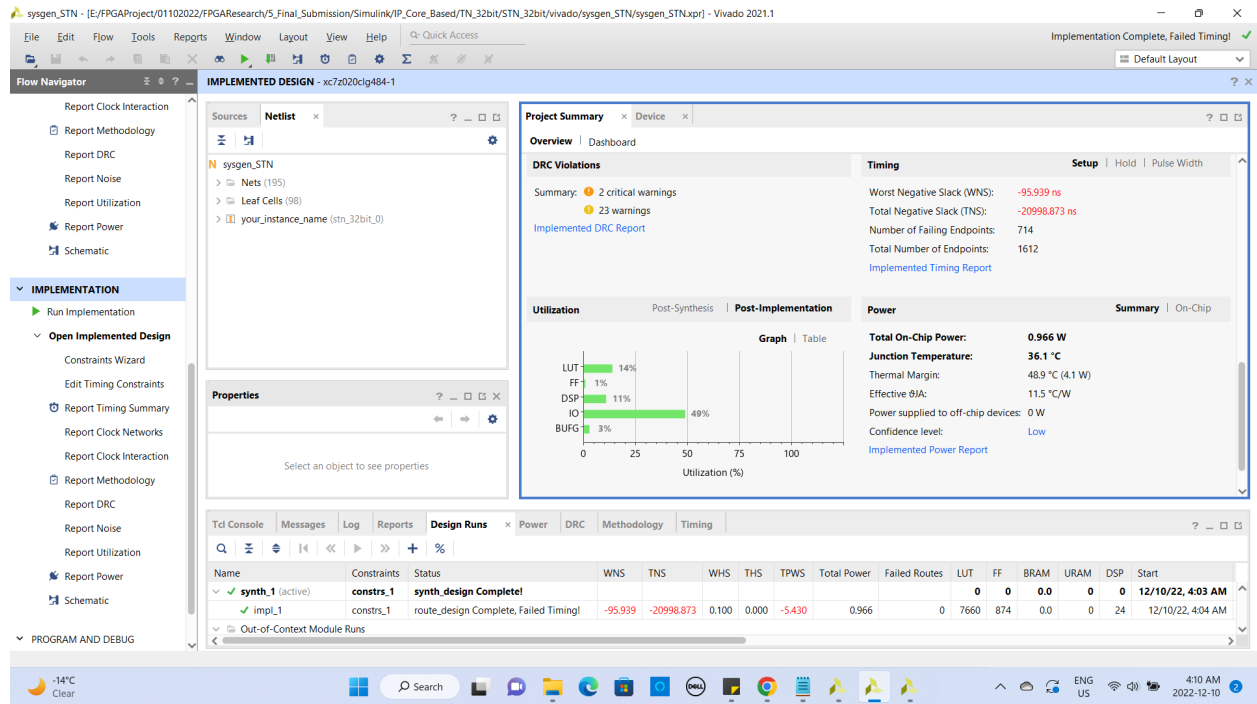 sysgen_STN - [E:/FPGAProject/01102022/FPGAResearch/5_Final_Submission/Simulink/IP_Core_Based/TN_32bit/STN_32bit/vivado/sysgen_STN/sysgen_STN.xpr] - Vivado 2021.1
File Edit Flow Tools Reports Window Layout View Help Q- Quick Access
Implementation Complete, Failed Timing!
Default Layout
Flow Navigator
IMPLEMENTED DESIGN - xc7z020clg484-1
Report Clock Interaction
Report Methodology
Report DRC
Report Noise
Report Utilization
Report Power
Schematic
IMPLEMENTATION
Run Implementation
Open Implemented Design
Constraints Wizard
Edit Timing Constraints
Report Timing Summary
Report Clock Networks
Report Clock Interaction
Report Methodology
Report DRC
Report Noise
Report Utilization
Report Power
Schematic
PROGRAM AND DEBUG
Sources Netlist
N sysgen_STN
Nets (195)
Leaf Cells (98)
your_instance_name (stn_32bit_0)
Properties
Select an object to see properties
Project Summary Device
Overview Dashboard
DRC Violations
Summary: 2 critical warnings
23 warnings
Implemented DRC Report
Timing Setup Hold Pulse Width
Worst Negative Slack (WNS): -95.939 ns
Total Negative Slack (TNS): -20998.873 ns
Number of Failing Endpoints: 714
Total Number of Endpoints: 1612
Implemented Timing Report
Utilization Post-Synthesis Post-Implementation
Graph Table
LUT 14%
FF 1%
DSP 11%
IO 49%
BUFG 3%
0 25 50 75 100
Utilization (%)
Power Summary On-Chip
Total On-Chip Power: 0.966 W
Junction Temperature: 36.1 °C
Thermal Margin: 48.9 °C (4.1 W)
Effective ϑJA: 11.5 °C/W
Power supplied to off-chip devices: 0 W
Confidence level: Low
Implemented Power Report
Tcl Console Messages Log Reports Design Runs Power DRC Methodology Timing
Name Constraints Status WNS TNS WHS THS TPWS Total Power Failed Routes LUT FF BRAM URAM DSP Start
synth_1 (active) constrs_1 synth_design Complete! 0 0 0.0 0 0 12/10/22, 4:03 AM
impl_1 constrs_1 route_design Complete, Failed Timing! -95.939 -20998.873 0.100 0.000 -5.430 0.966 0 7660 874 0.0 0 24 12/10/22, 4:04 AM
Out-of-Context Module Runs
-14°C
Clear
Search
DELL
ENG
US
4:10 AM
2022-12-10
2